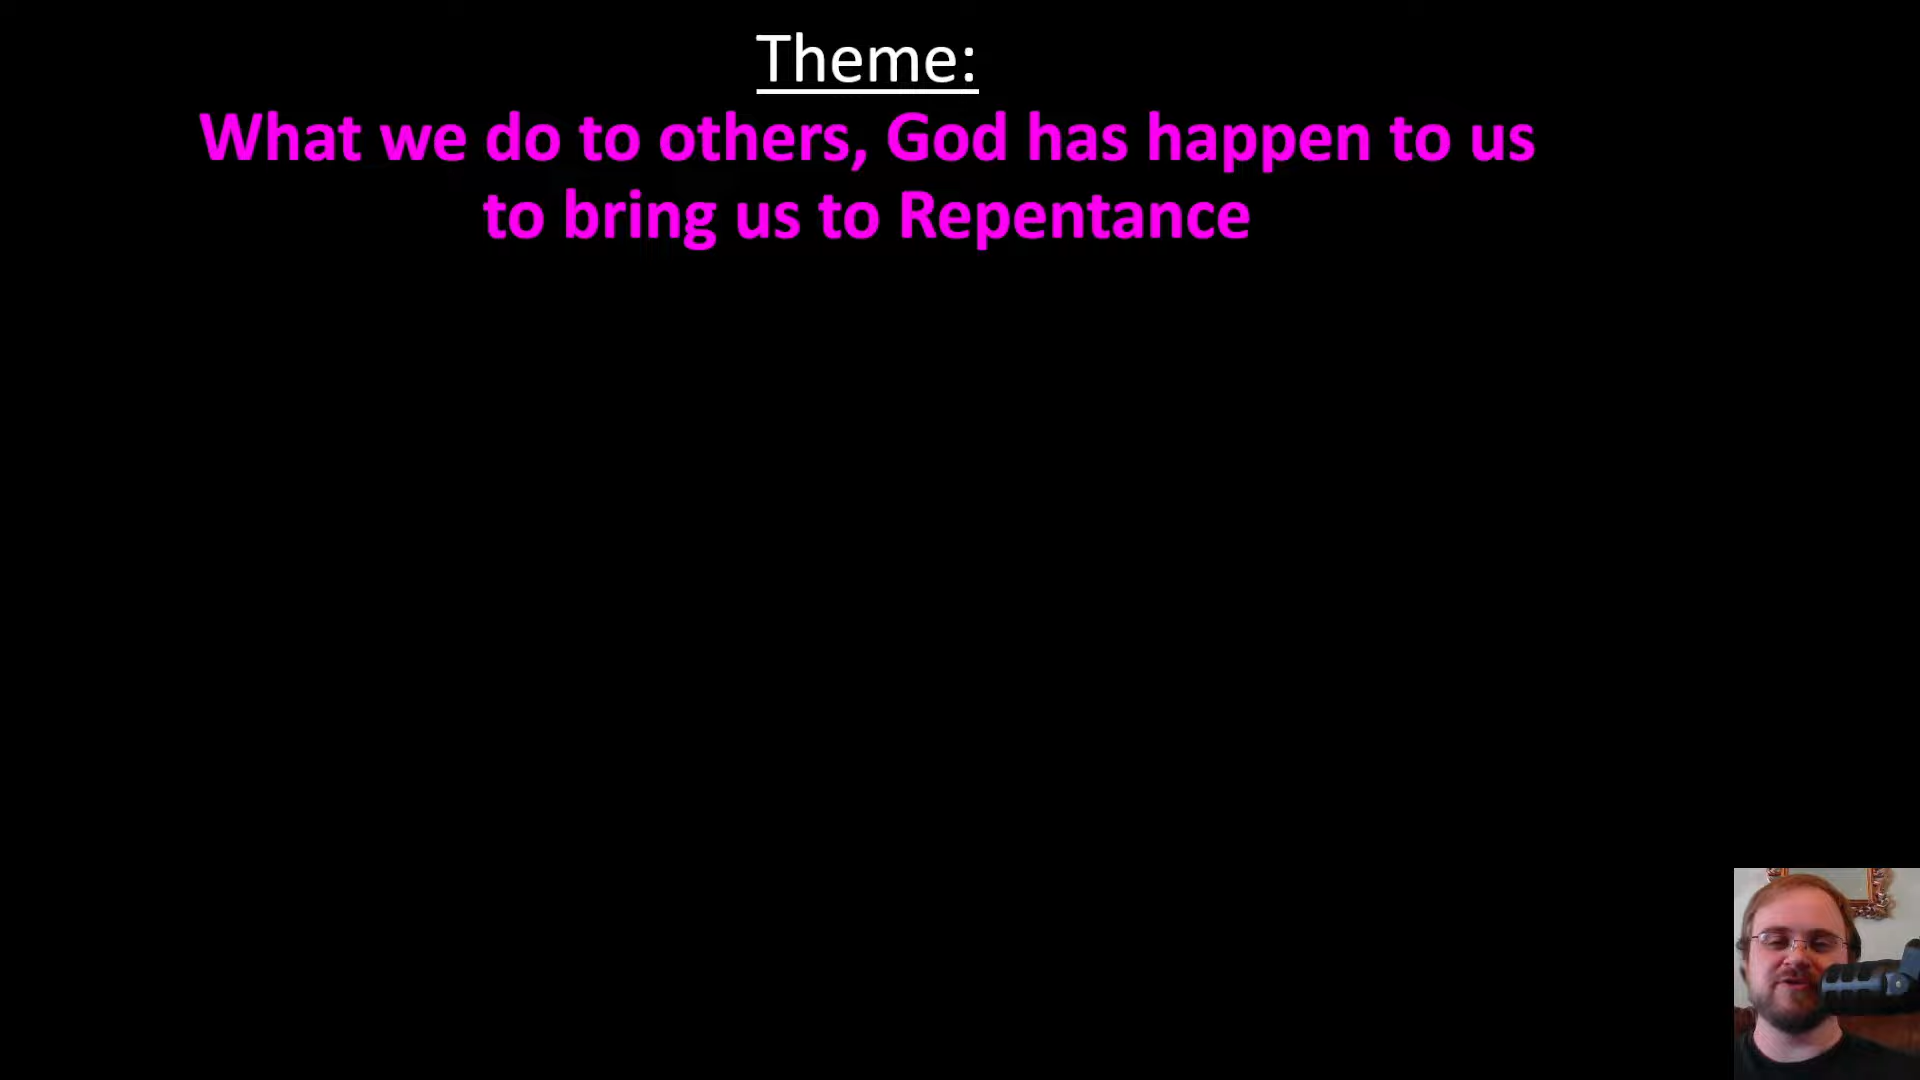 Theme:
What we do to others, God has happen to us
to bring us to Repentance